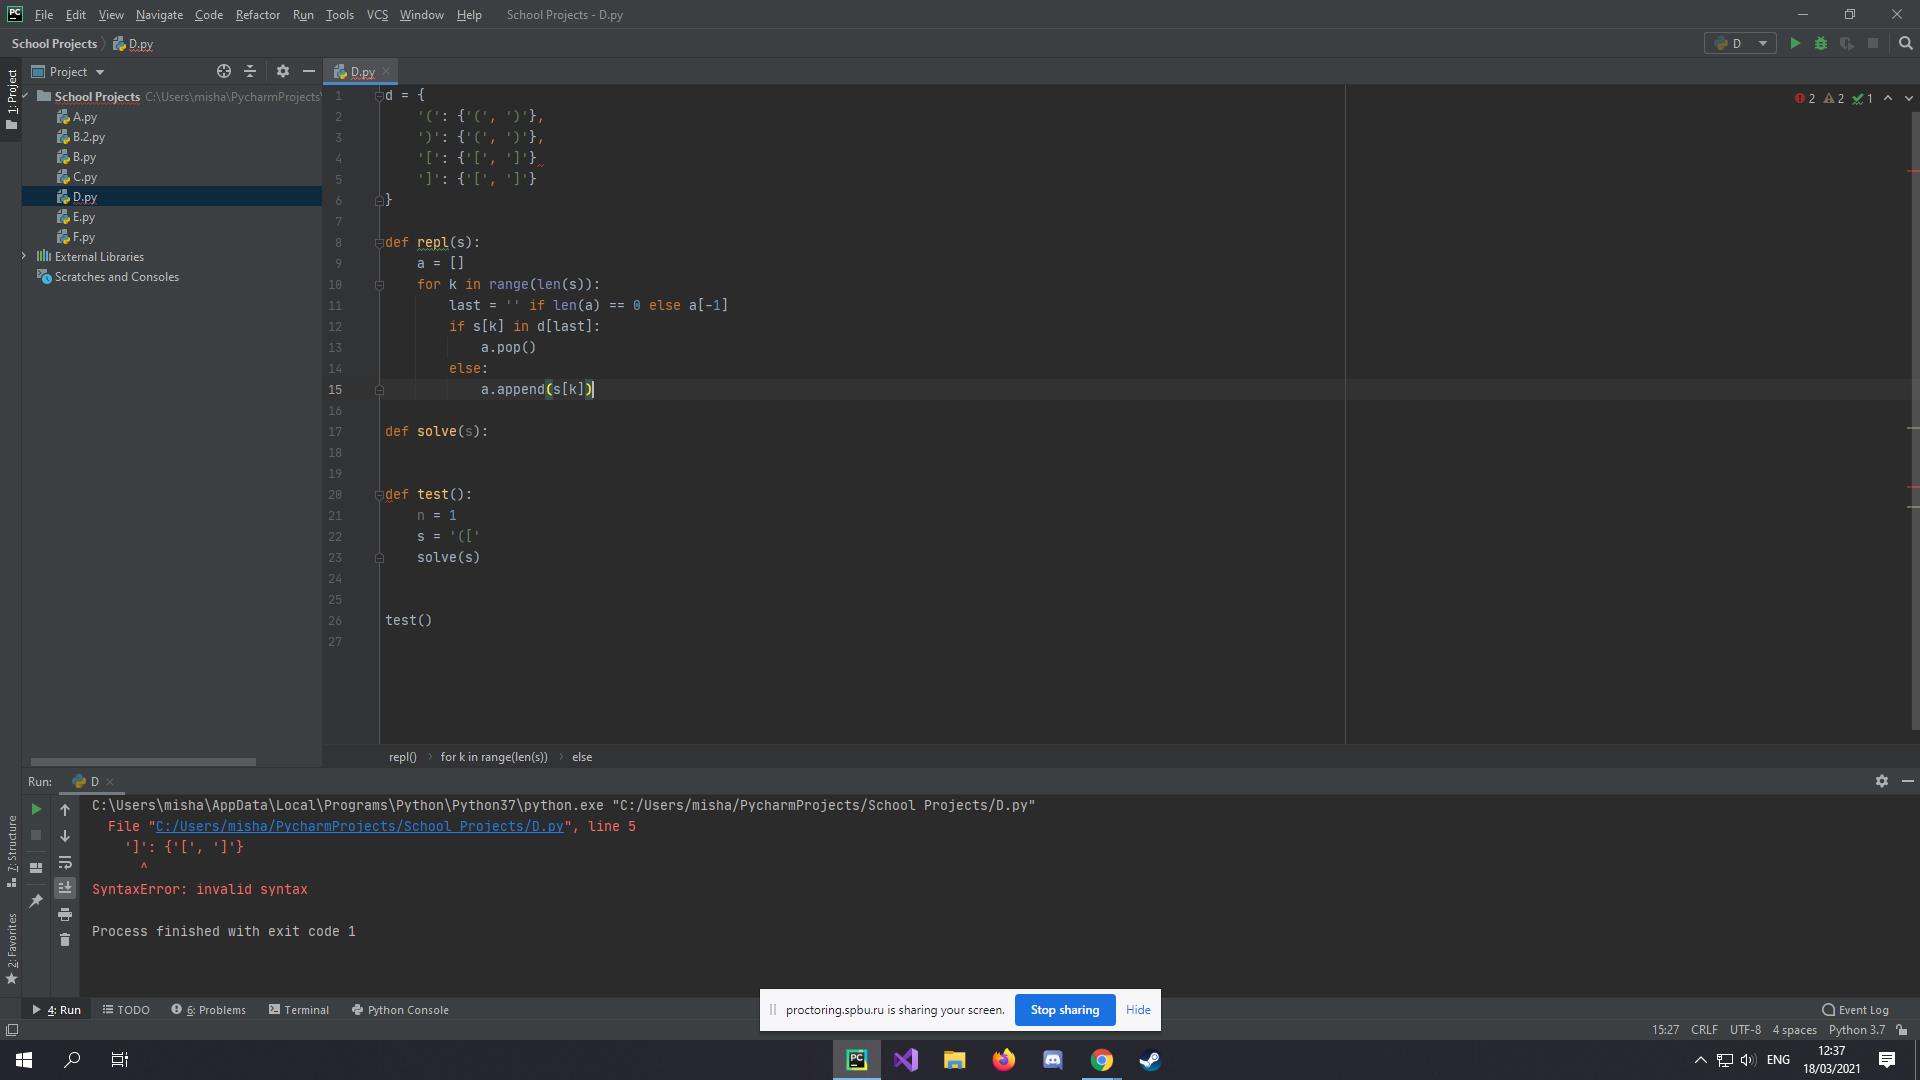 File Edit View Navigate Code Refactor Run Tools VCS Window Help School Projects - D.py
School Projects D.py
D
Project
D.py
1: Project
School Projects C:\Users\misha\PycharmProjects\
A.py
B.2.py
B.py
C.py
D.py
E.py
F.py
External Libraries
Scratches and Consoles
2 2 1
1 d = {
2 '(': {'(', ')'},
3 ')': {'(', ')'},
4 '[': {'[', ']'}
5 ']': {'[', ']'}
6 }
7
8 def repl(s):
9 a = []
10 for k in range(len(s)):
11 last = '' if len(a) == 0 else a[-1]
12 if s[k] in d[last]:
13 a.pop()
14 else:
15 a.append(s[k])
16
17 def solve(s):
18
19
20 def test():
21 n = 1
22 s = '(['
23 solve(s)
24
25
26 test()
27
repl() for k in range(len(s)) else
Run: D
C:\Users\misha\AppData\Local\Programs\Python\Python37\python.exe "C:/Users/misha/PycharmProjects/School Projects/D.py"
File "C:/Users/misha/PycharmProjects/School Projects/D.py", line 5
']': {'[', ']'}
^
SyntaxError: invalid syntax
Process finished with exit code 1
7: Structure
2: Favorites
proctoring.spbu.ru is sharing your screen. Stop sharing Hide
4: Run TODO 6: Problems Terminal Python Console Event Log
15:27 CRLF UTF-8 4 spaces Python 3.7
PC
ENG
12:37
18/03/2021